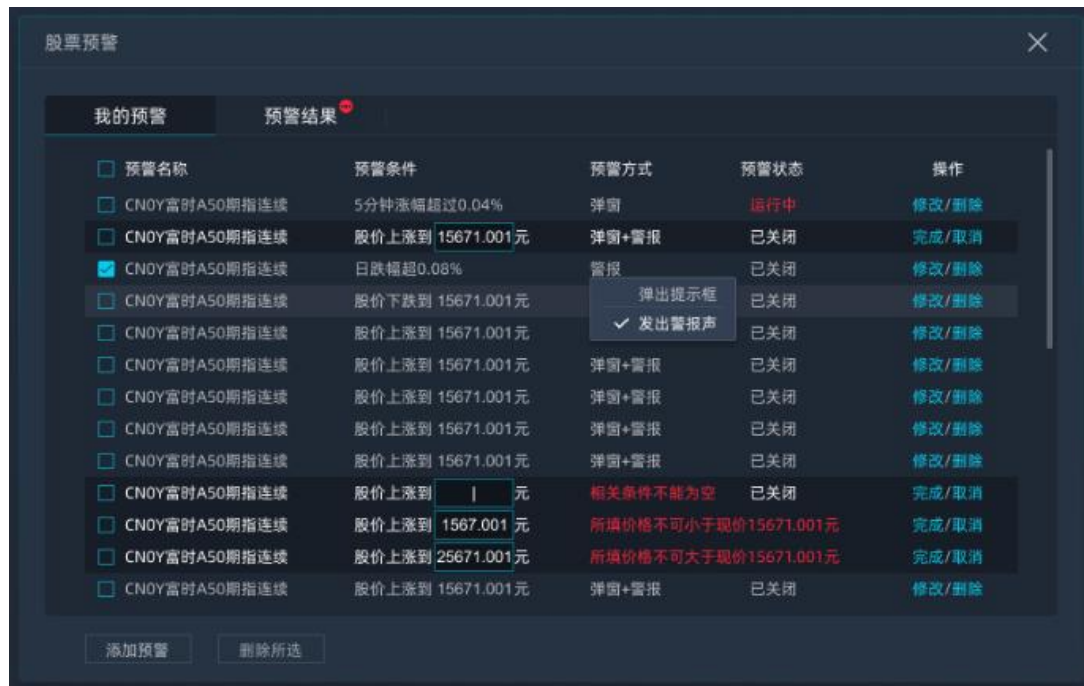 股票预警
我的预警 预警结果
预警名称 预警条件 预警方式 预警状态 操作
CN0Y富时A50期指连续 5分钟涨幅超过0.04% 弹窗 运行中 修改/删除
CN0Y富时A50期指连续 股价上涨到 15671.001 元 弹窗+警报 已关闭 完成/取消
CN0Y富时A50期指连续 日跌幅超0.08% 警报 已关闭 修改/删除
CN0Y富时A50期指连续 股价下跌到 15671.001元 弹出提示框 已关闭 修改/删除
CN0Y富时A50期指连续 股价上涨到 15671.001元 发出警报声 已关闭 修改/删除
CN0Y富时A50期指连续 股价上涨到 15671.001元 弹窗+警报 已关闭 修改/删除
CN0Y富时A50期指连续 股价上涨到 15671.001元 弹窗+警报 已关闭 修改/删除
CN0Y富时A50期指连续 股价上涨到 15671.001元 弹窗+警报 已关闭 修改/删除
CN0Y富时A50期指连续 股价上涨到 15671.001元 弹窗+警报 已关闭 修改/删除
CN0Y富时A50期指连续 股价上涨到 元 相关条件不能为空 已关闭 完成/取消
CN0Y富时A50期指连续 股价上涨到 1567.001 元 所填价格不可小于现价15671.001元 完成/取消
CN0Y富时A50期指连续 股价上涨到 25671.001 元 所填价格不可大于现价15671.001元 完成/取消
CN0Y富时A50期指连续 股价上涨到 15671.001元 弹窗+警报 已关闭 修改/删除
添加预警 删除所选